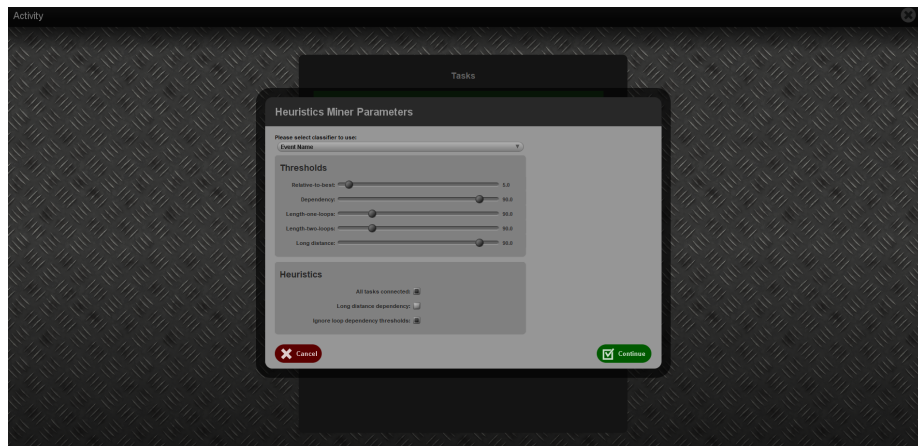 Activity
Tasks
Heuristics Miner Parameters
Please select classifier to use:
Event Name
Thresholds
Relative-to-best: 5.0
Dependency: 90.0
Length-one-loops: 90.0
Length-two-loops: 90.0
Long distance: 90.0
Heuristics
All tasks connected:
Long distance dependency:
Ignore loop dependency thresholds:
Cancel Continue